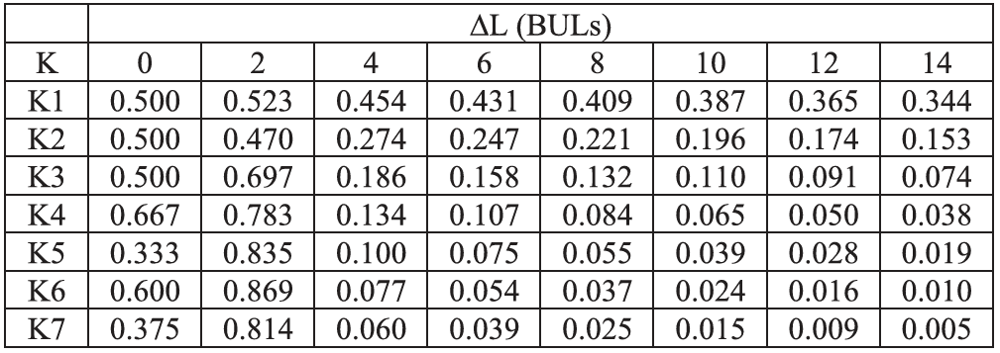 ΔL (BULs)
K 0 2 4 6 8 10 12 14
K1 0.500 0.523 0.454 0.431 0.409 0.387 0.365 0.344
K2 0.500 0.470 0.274 0.247 0.221 0.196 0.174 0.153
K3 0.500 0.697 0.186 0.158 0.132 0.110 0.091 0.074
K4 0.667 0.783 0.134 0.107 0.084 0.065 0.050 0.038
K5 0.333 0.835 0.100 0.075 0.055 0.039 0.028 0.019
K6 0.600 0.869 0.077 0.054 0.037 0.024 0.016 0.010
K7 0.375 0.814 0.060 0.039 0.025 0.015 0.009 0.005